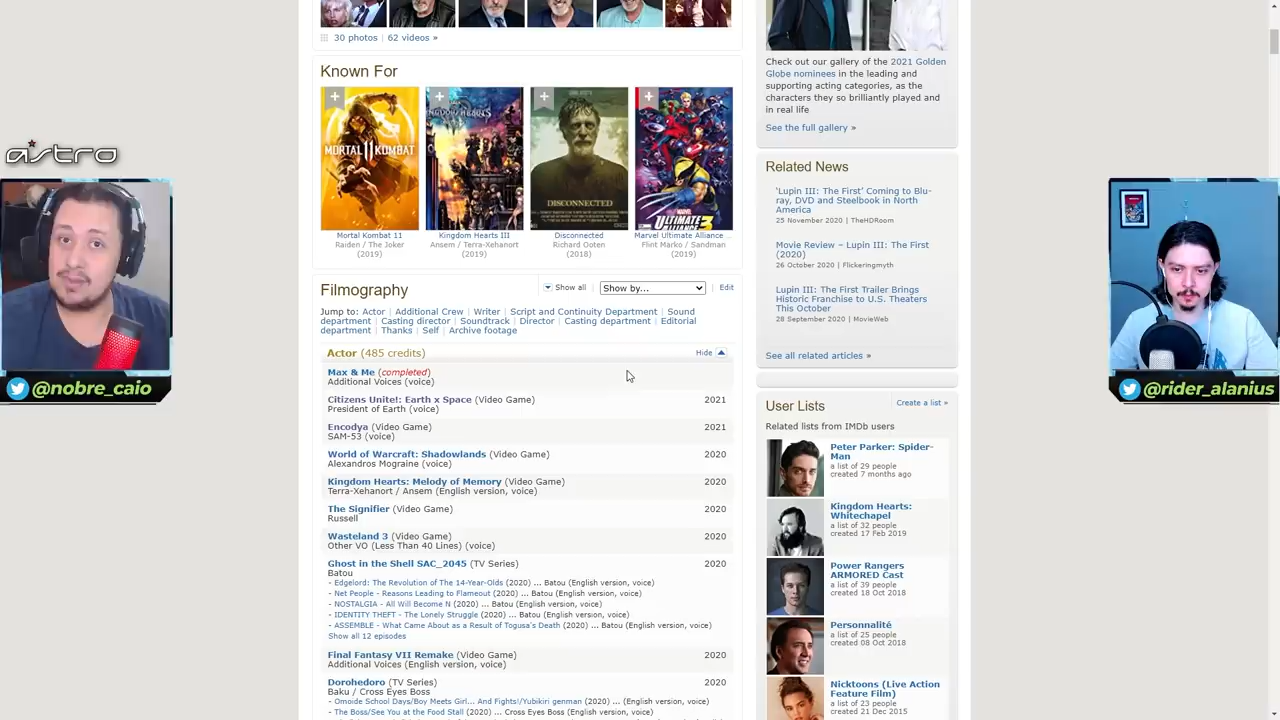 30 photos | 62 videos »
Known For
MORTAL KOMBAT
11
KINGDOM HEARTS
DISCONNECTED
MARVEL
ULTIMATE
3
Mortal Kombat 11
Raiden / The Joker
(2019)
Kingdom Hearts III
Ansem / Terra-Xehanort
(2019)
Disconnected
Richard Ooten
(2018)
Marvel Ultimate Alliance ...
Flint Marko / Sandman
(2019)
Filmography
Show all | Show by... | Edit
Jump to: Actor | Additional Crew | Writer | Script and Continuity Department | Sound
department | Casting director | Soundtrack | Director | Casting department | Editorial
department | Thanks | Self | Archive footage
Actor (485 credits)
Hide
Max & Me (completed)
Additional Voices (voice)
Citizens Unite!: Earth x Space (Video Game) 2021
President of Earth (voice)
Encodya (Video Game) 2021
SAM-53 (voice)
World of Warcraft: Shadowlands (Video Game) 2020
Alexandros Mograine (voice)
Kingdom Hearts: Melody of Memory (Video Game) 2020
Terra-Xehanort / Ansem (English version, voice)
The Signifier (Video Game) 2020
Russell
Wasteland 3 (Video Game) 2020
Other VO (Less Than 40 Lines) (voice)
Ghost in the Shell SAC_2045 (TV Series) 2020
Batou
- Edgelord: The Revolution of The 14-Year-Olds (2020) ... Batou (English version, voice)
- Net People - Reasons Leading to Flameout (2020) ... Batou (English version, voice)
- NOSTALGIA - All Will Become N (2020) ... Batou (English version, voice)
- IDENTITY THEFT - The Lonely Struggle (2020) ... Batou (English version, voice)
- ASSEMBLE - What Came About as a Result of Togusa's Death (2020) ... Batou (English version, voice)
Show all 12 episodes
Final Fantasy VII Remake (Video Game) 2020
Additional Voices (English version, voice)
Dorohedoro (TV Series) 2020
Baku / Cross Eyes Boss
- Omoide School Days/Boy Meets Girl... And Fights!/Yubikiri genman (2020) ... (English version, voice)
- The Boss/See You at the Food Stall (2020) ... Cross Eyes Boss (English version, voice)
Check out our gallery of the 2021 Golden
Globe nominees in the leading and
supporting acting categories, as the
characters they so brilliantly played and
in real life
See the full gallery »
Related News
'Lupin III: The First' Coming to Blu-
ray, DVD and Steelbook in North
America
25 November 2020 | TheHDRoom
Movie Review – Lupin III: The First
(2020)
26 October 2020 | Flickeringmyth
Lupin III: The First Trailer Brings
Historic Franchise to U.S. Theaters
This October
28 September 2020 | MovieWeb
See all related articles »
User Lists
Create a list »
Related lists from IMDb users
Peter Parker: Spider-
Man
a list of 29 people
created 7 months ago
Kingdom Hearts:
Whitechapel
a list of 32 people
created 17 Feb 2019
Power Rangers
ARMORED Cast
a list of 39 people
created 18 Oct 2018
Personnalité
a list of 25 people
created 08 Oct 2018
Nicktoons (Live Action
Feature Film)
a list of 23 people
created 21 Dec 2015
astro
@nobre_caio
@rider_alanius